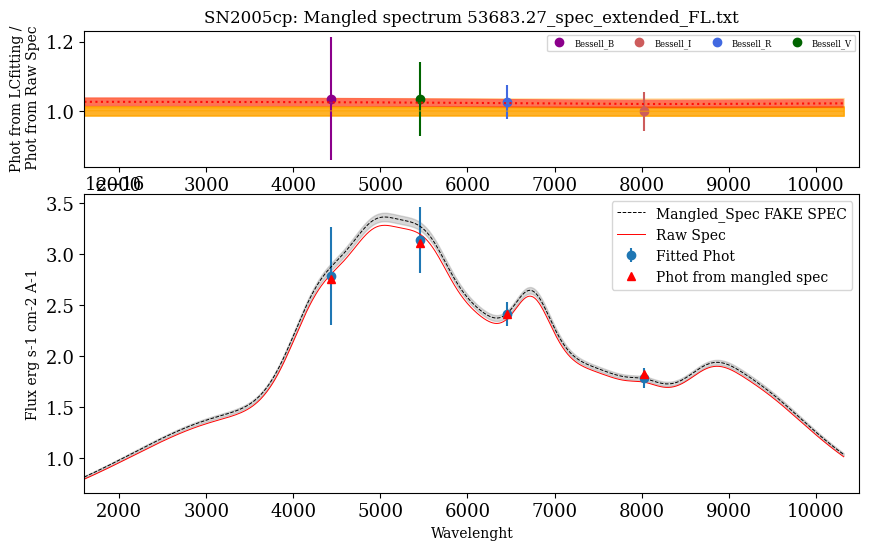 SN2005cp: Mangled spectrum 53683.27_spec_extended_FL.txt
Phot from LCfitting /
Phot from Raw Spec
1.2
1.0
Bessell_B
Bessell_I
Bessell_R
Bessell_V
2000 3000 4000 5000 6000 7000 8000 9000 10000
1e−16
Flux erg s-1 cm-2 A-1
3.5
3.0
2.5
2.0
1.5
1.0
Mangled_Spec FAKE SPEC
Raw Spec
Fitted Phot
Phot from mangled spec
2000 3000 4000 5000 6000 7000 8000 9000 10000
Wavelenght